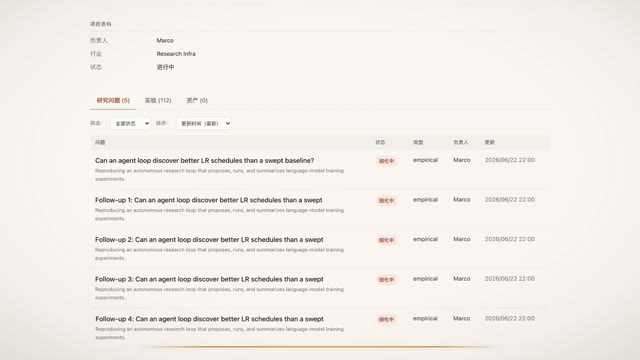 项目资料
负责人 Marco
行业 Research Infra
状态 进行中
研究问题 (5) 实验 (112) 资产 (0)
筛选: 全部状态 排序: 更新时间（最新）
问题 状态 类型 负责人 更新
Can an agent loop discover better LR schedules than a swept baseline? 细化中 empirical Marco 2026/06/22 22:00
Reproducing an autonomous research loop that proposes, runs, and summarizes language-model training
experiments.
Follow-up 1: Can an agent loop discover better LR schedules than a swept 细化中 empirical Marco 2026/06/22 22:00
Reproducing an autonomous research loop that proposes, runs, and summarizes language-model training
experiments.
Follow-up 2: Can an agent loop discover better LR schedules than a swept 细化中 empirical Marco 2026/06/22 22:00
Reproducing an autonomous research loop that proposes, runs, and summarizes language-model training
experiments.
Follow-up 3: Can an agent loop discover better LR schedules than a swept 细化中 empirical Marco 2026/06/22 22:00
Reproducing an autonomous research loop that proposes, runs, and summarizes language-model training
experiments.
Follow-up 4: Can an agent loop discover better LR schedules than a swept 细化中 empirical Marco 2026/06/22 22:00
Reproducing an autonomous research loop that proposes, runs, and summarizes language-model training
experiments.